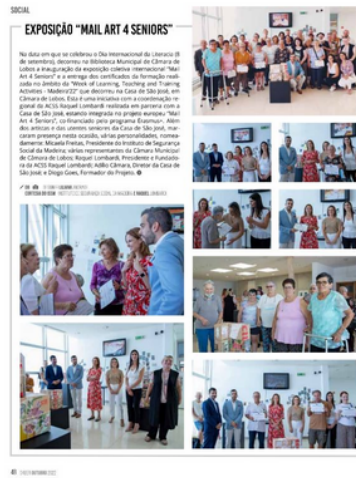 SOCIAL
EXPOSIÇÃO "MAIL ART 4 SENIORS"
Na data em que se celebrou o Dia Internacional da Literacia (8
de setembro), decorreu na Biblioteca Municipal de Câmara de
Lobos a inauguração da exposição coletiva internacional "Mail
Art 4 Seniors" e a entrega dos certificados da formação reali-
zada no âmbito da "Week of Learning, Teaching and Training
Activities - Madeira'22" que decorreu na Casa de São José, em
Câmara de Lobos. Esta é uma iniciativa com a coordenação re-
gional da ACSS Raquel Lombardi realizada em parceria com a
Casa de São José, estando integrada no projeto europeu "Mail
Art 4 Seniors", co-financiado pelo programa Erasmus+. Além
dos artistas e das utentes seniores da Casa de São José, mar-
caram presença nesta ocasião, várias personalidades, nomea-
damente: Micaela Freitas, Presidente do Instituto de Segurança
Social da Madeira; várias representantes da Câmara Municipal
de Câmara de Lobos; Raquel Lombardi, Presidente e Fundado-
ra da ACSS Raquel Lombardi; Adílio Câmara, Diretor da Casa de
São José; e Diogo Goes, Formador do Projeto.